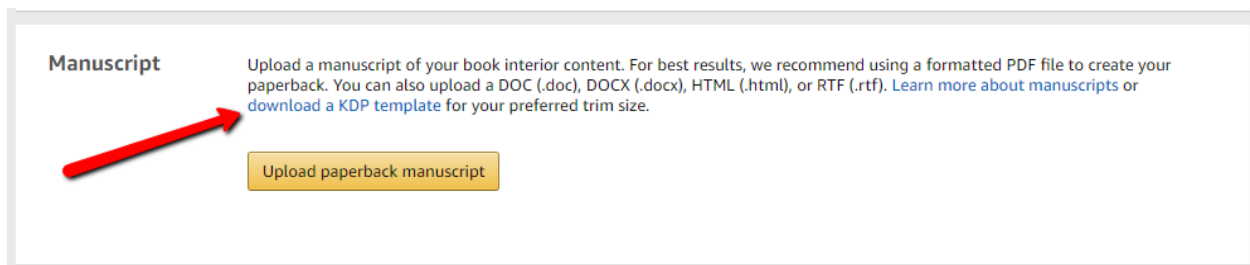 Manuscript
Upload a manuscript of your book interior content. For best results, we recommend using a formatted PDF file to create your
paperback. You can also upload a DOC (.doc), DOCX (.docx), HTML (.html), or RTF (.rtf). Learn more about manuscripts or
download a KDP template for your preferred trim size.
Upload paperback manuscript